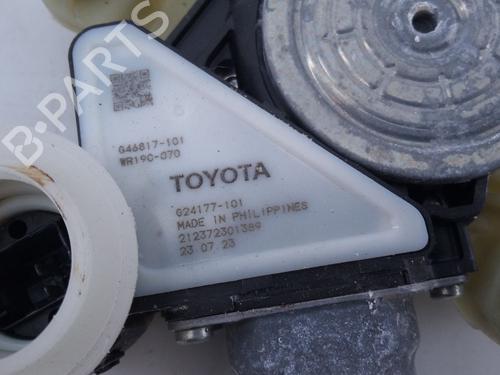 B-PARTS
G46817-101
WR19C-070
TOYOTA
G24177-101
MADE IN PHILIPPINES
212372301389
23 07 23